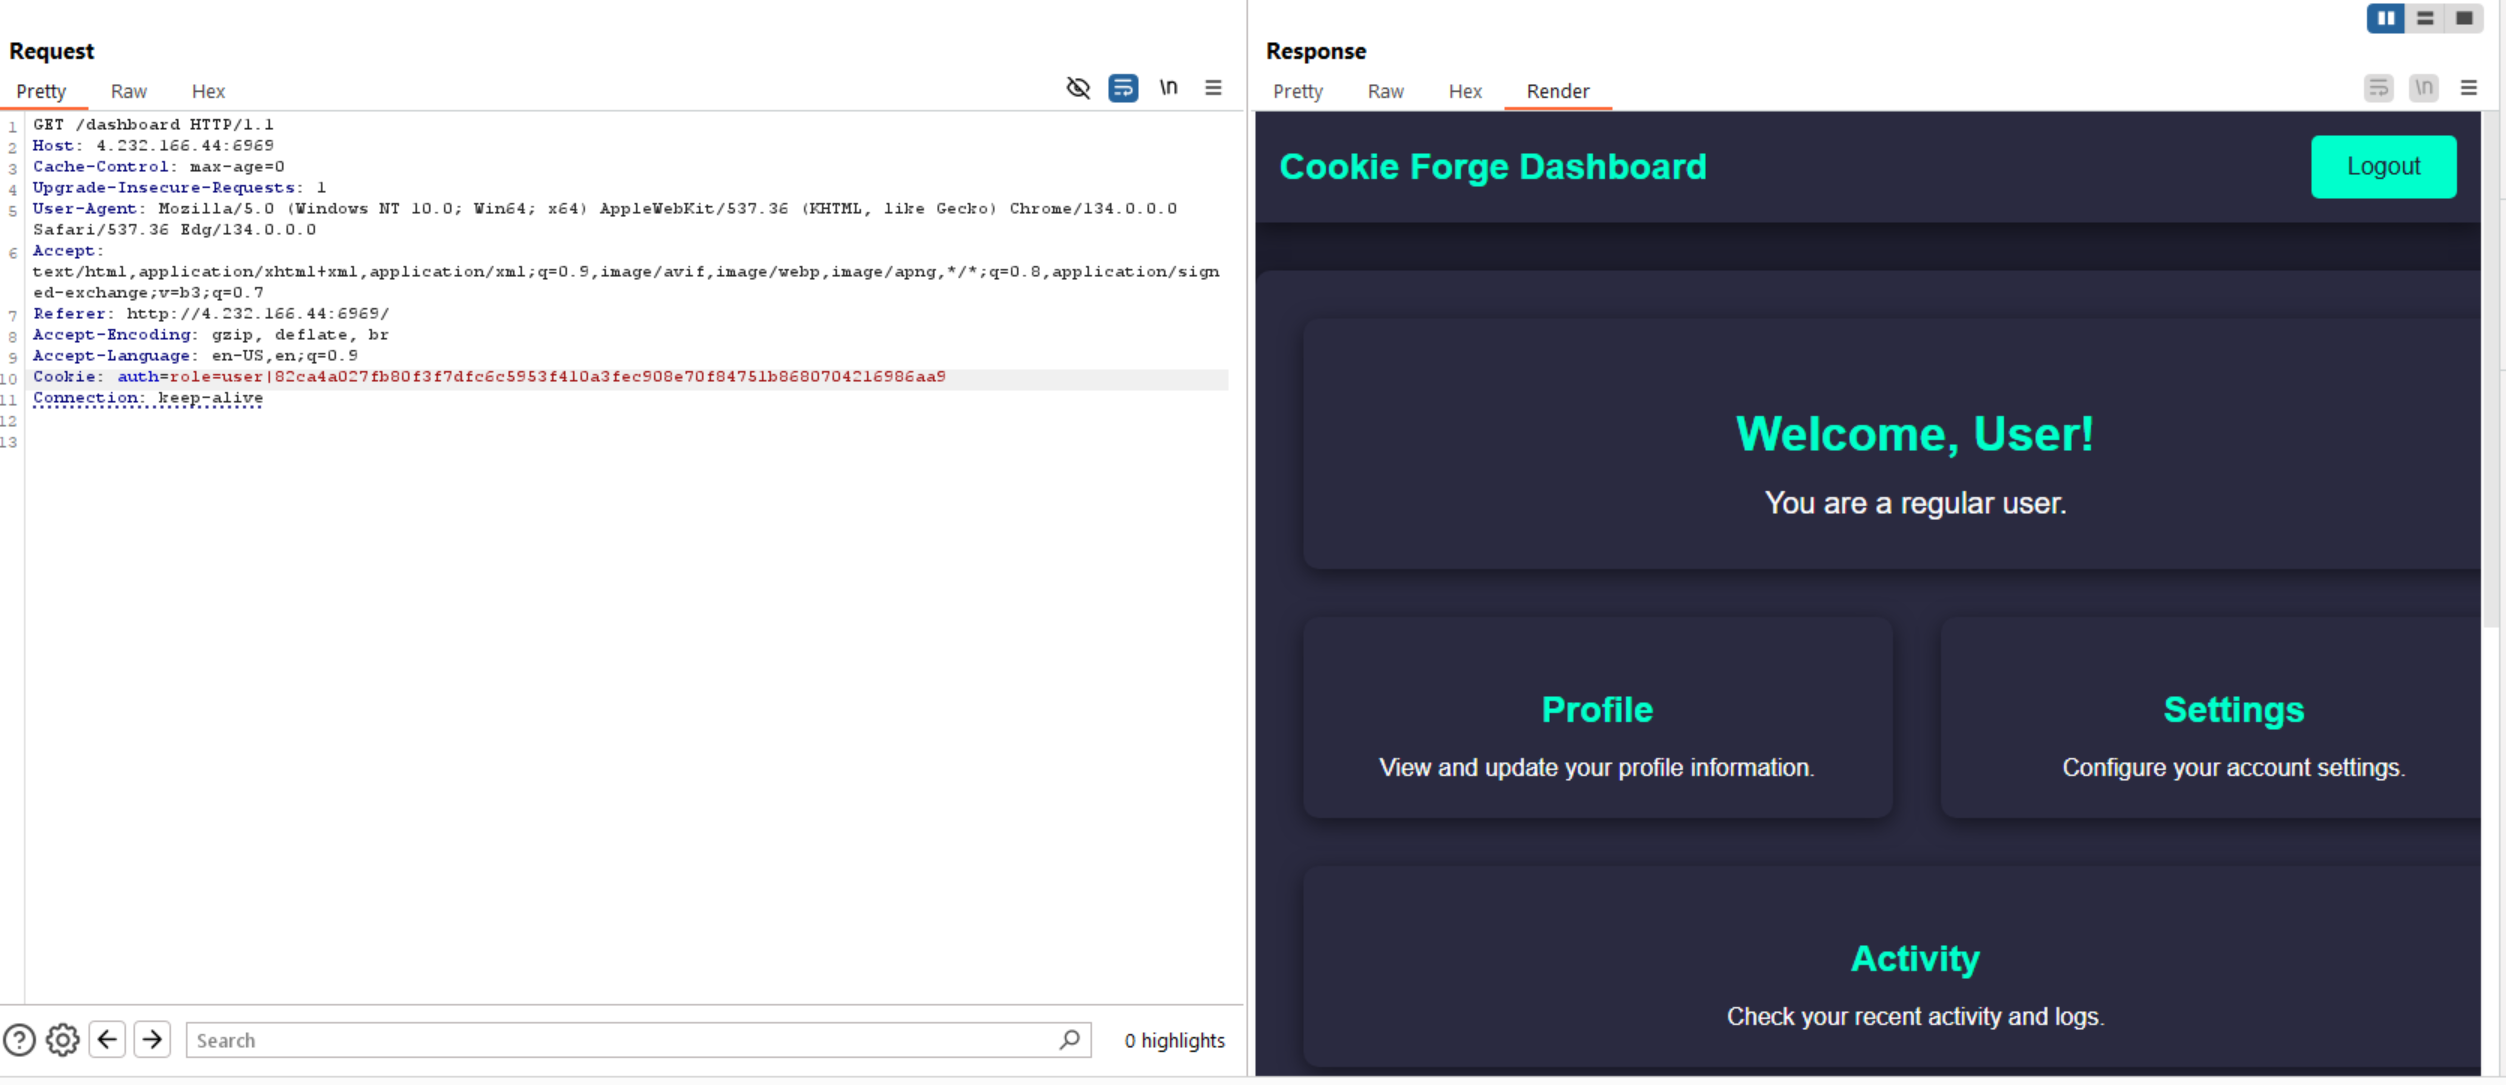 Request
Pretty Raw Hex
\n
1 GET /dashboard HTTP/1.1
2 Host: 4.232.166.44:6969
3 Cache-Control: max-age=0
4 Upgrade-Insecure-Requests: 1
5 User-Agent: Mozilla/5.0 (Windows NT 10.0; Win64; x64) AppleWebKit/537.36 (KHTML, like Gecko) Chrome/134.0.0.0
Safari/537.36 Edg/134.0.0.0
6 Accept:
text/html,application/xhtml+xml,application/xml;q=0.9,image/avif,image/webp,image/apng,*/*;q=0.8,application/sign
ed-exchange;v=b3;q=0.7
7 Referer: http://4.232.166.44:6969/
8 Accept-Encoding: gzip, deflate, br
9 Accept-Language: en-US,en;q=0.9
10 Cookie: auth=role=user|82ca4a027fb80f3f7dfc6c5953f410a3fec908e70f84751b8680704216986aa9
11 Connection: keep-alive
12
13
Search
0 highlights
Response
Pretty Raw Hex Render
\n
Cookie Forge Dashboard
Logout
Welcome, User!
You are a regular user.
Profile
View and update your profile information.
Settings
Configure your account settings.
Activity
Check your recent activity and logs.